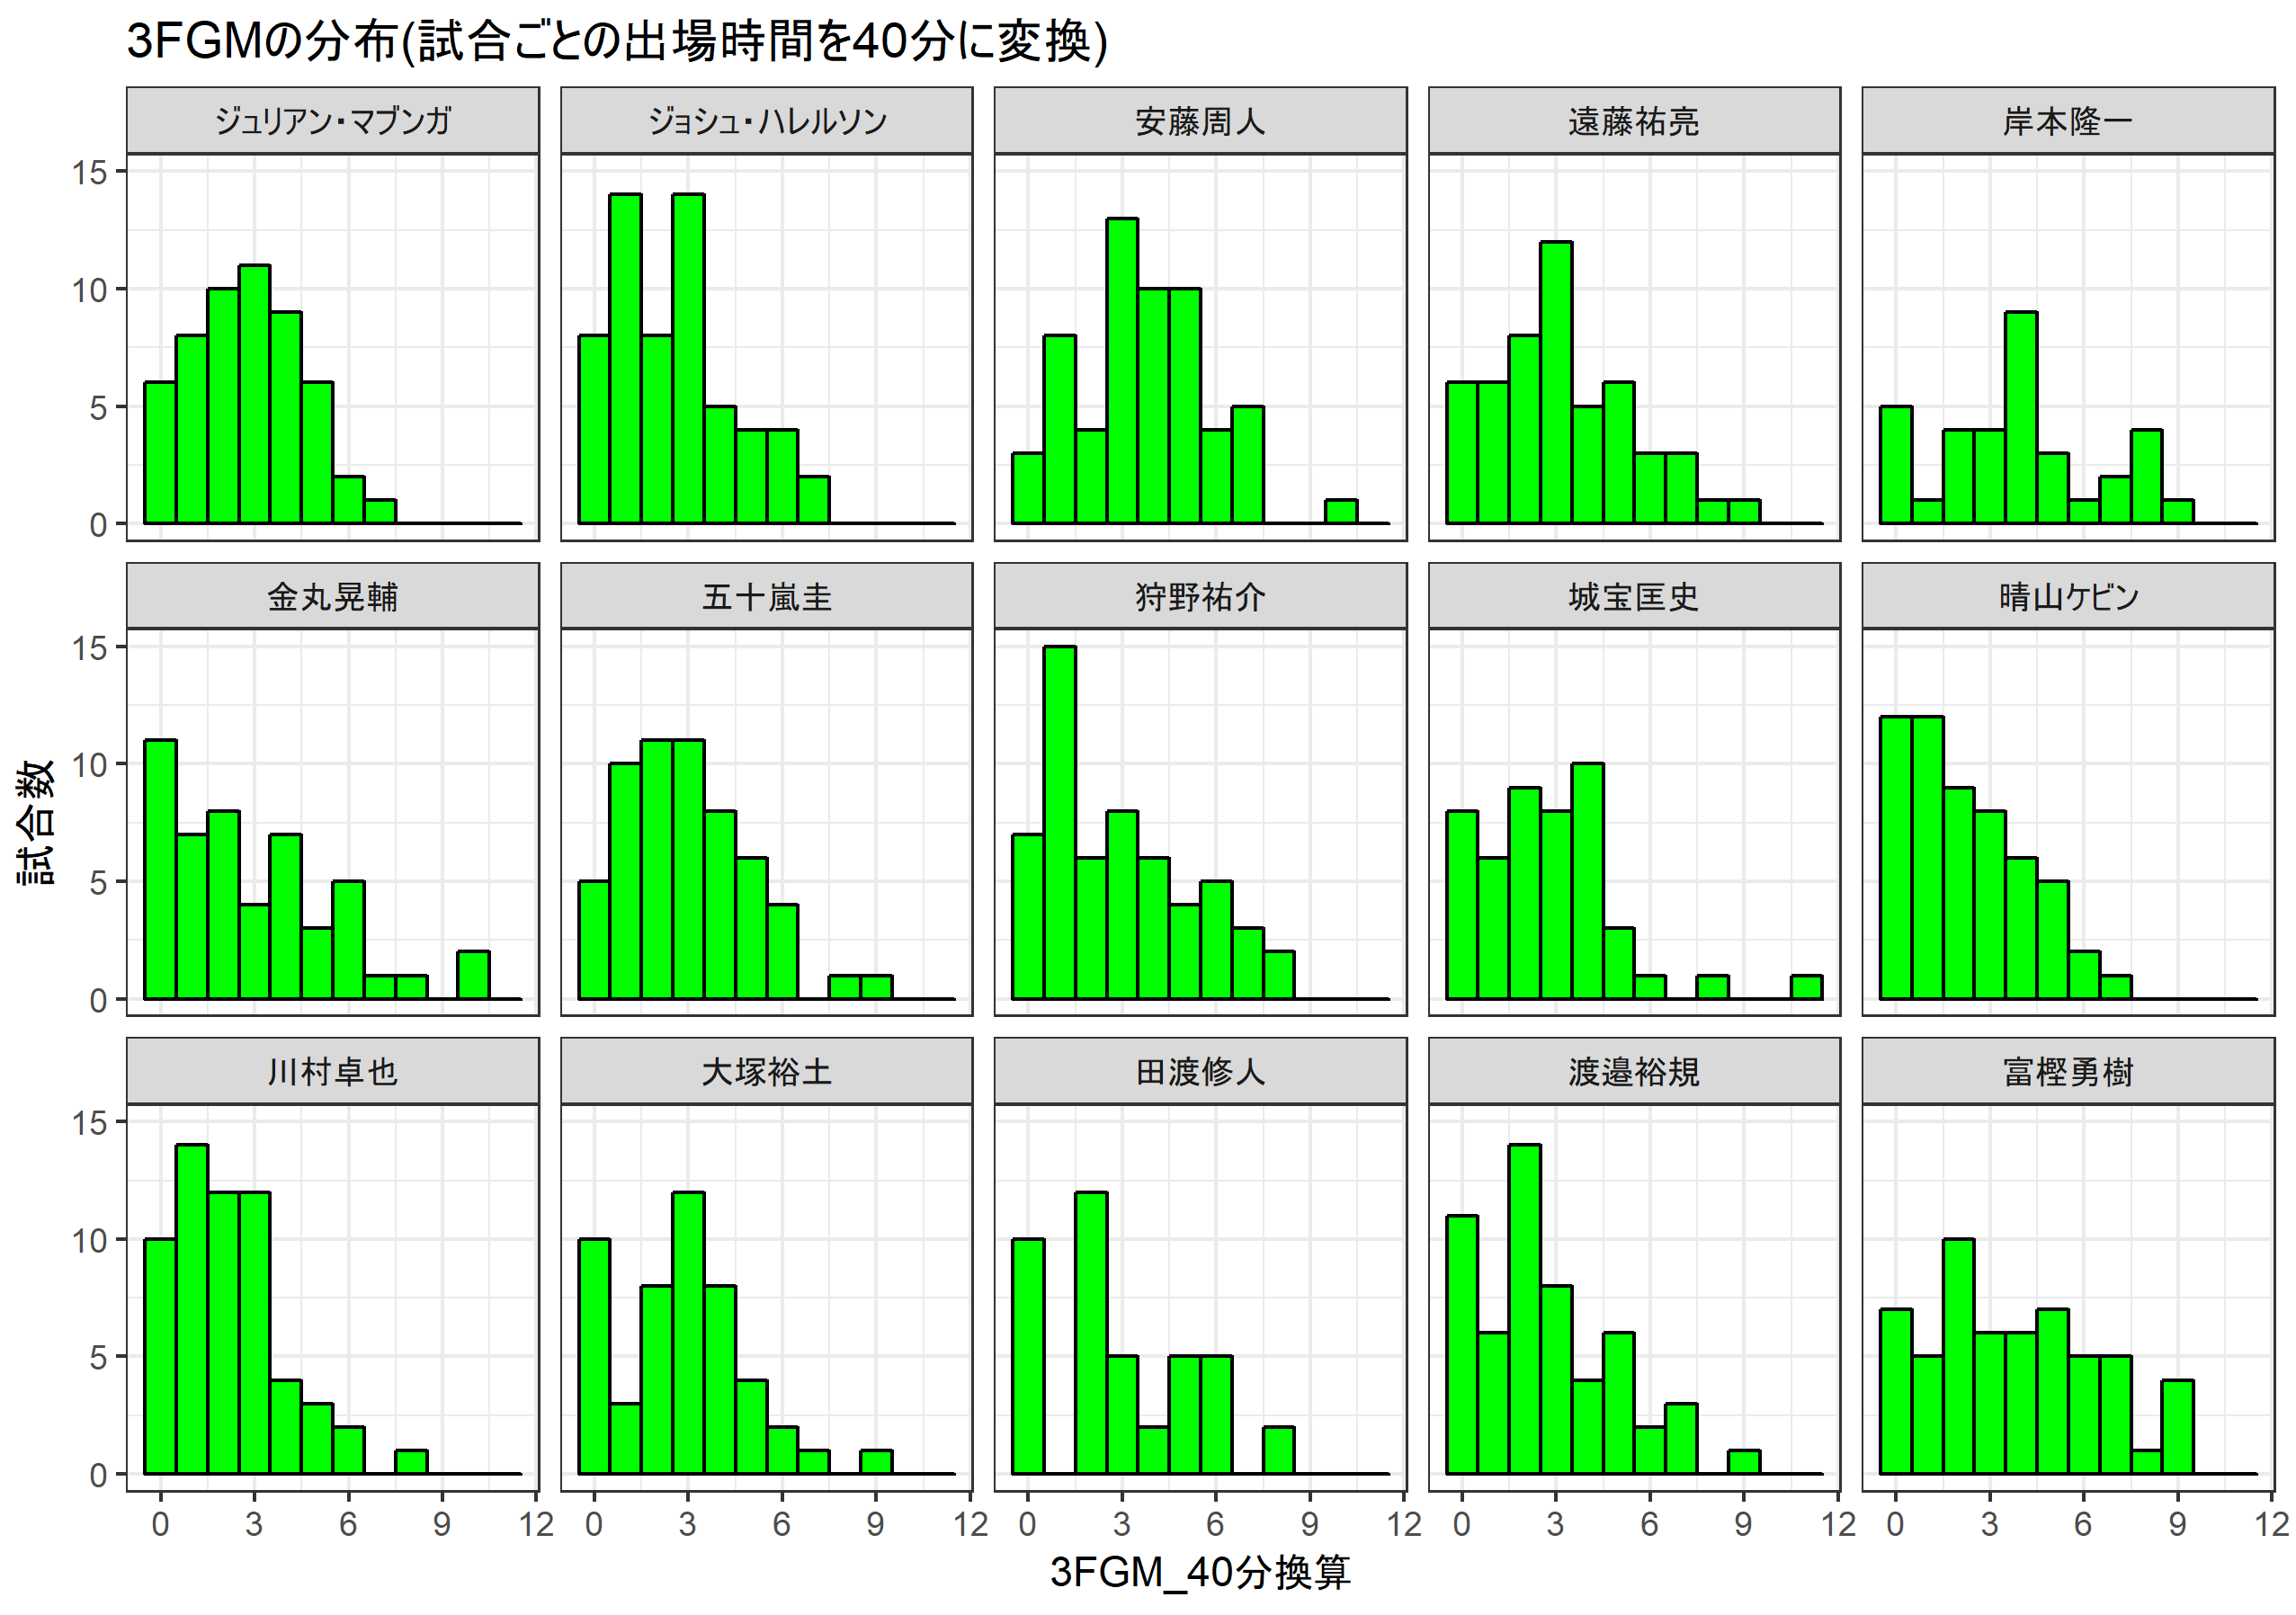 3FGMの分布(試合ごとの出場時間を40分に変換)
ジュリアン・マブンガ
ジョシュ・ハレルソン
安藤周人
遠藤祐亮
岸本隆一
15
10
5
0
金丸晃輔
五十嵐圭
狩野祐介
城宝匡史
晴山ケビン
15
10
5
0
試合数
川村卓也
大塚裕土
田渡修人
渡邉裕規
富樫勇樹
15
10
5
0
0 3 6 9 12
0 3 6 9 12
0 3 6 9 12
0 3 6 9 12
0 3 6 9 12
3FGM_40分換算